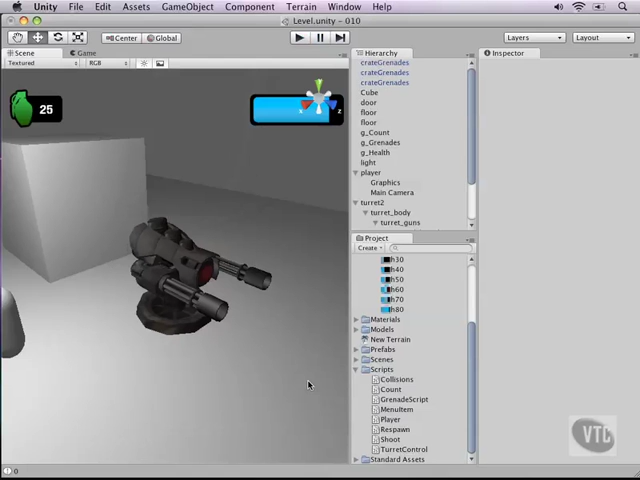 Unity File Edit Assets GameObject Component Terrain Window Help
Level.unity - 010
Center Global Layers Layout
Scene Game
Textured RGB
25
x z
Hierarchy
crateGrenades
crateGrenades
crateGrenades
Cube
door
floor
floor
g_Count
g_Grenades
g_Health
light
player
Graphics
Main Camera
turret2
turret_body
turret_guns
Project
Create
h30
h40
h50
h60
h70
h80
Materials
Models
New Terrain
Prefabs
Scenes
Scripts
Collisions
Count
GrenadeScript
MenuItem
Player
Respawn
Shoot
TurretControl
Standard Assets
Inspector
VTC
0